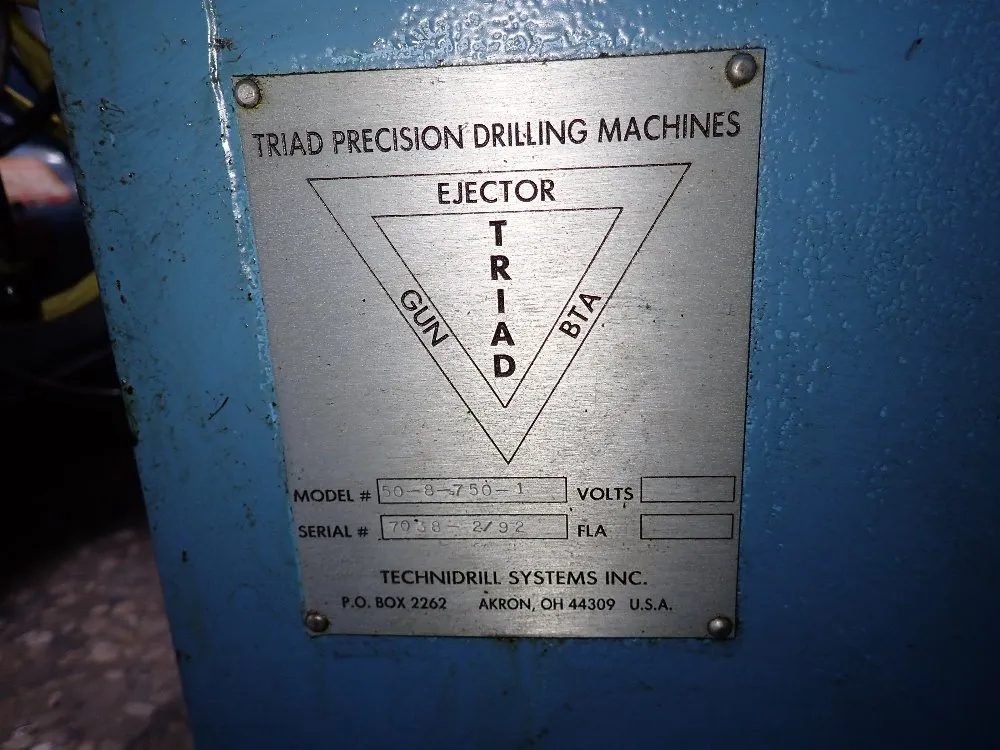 TRIAD PRECISION DRILLING MACHINES
EJECTOR
TRIAD
GUN
BTA
MODEL # 50-8-750-1 VOLTS
SERIAL # 7038-2/92 FLA
TECHNIDRILL SYSTEMS INC.
P.O. BOX 2262 AKRON, OH 44309 U.S.A.